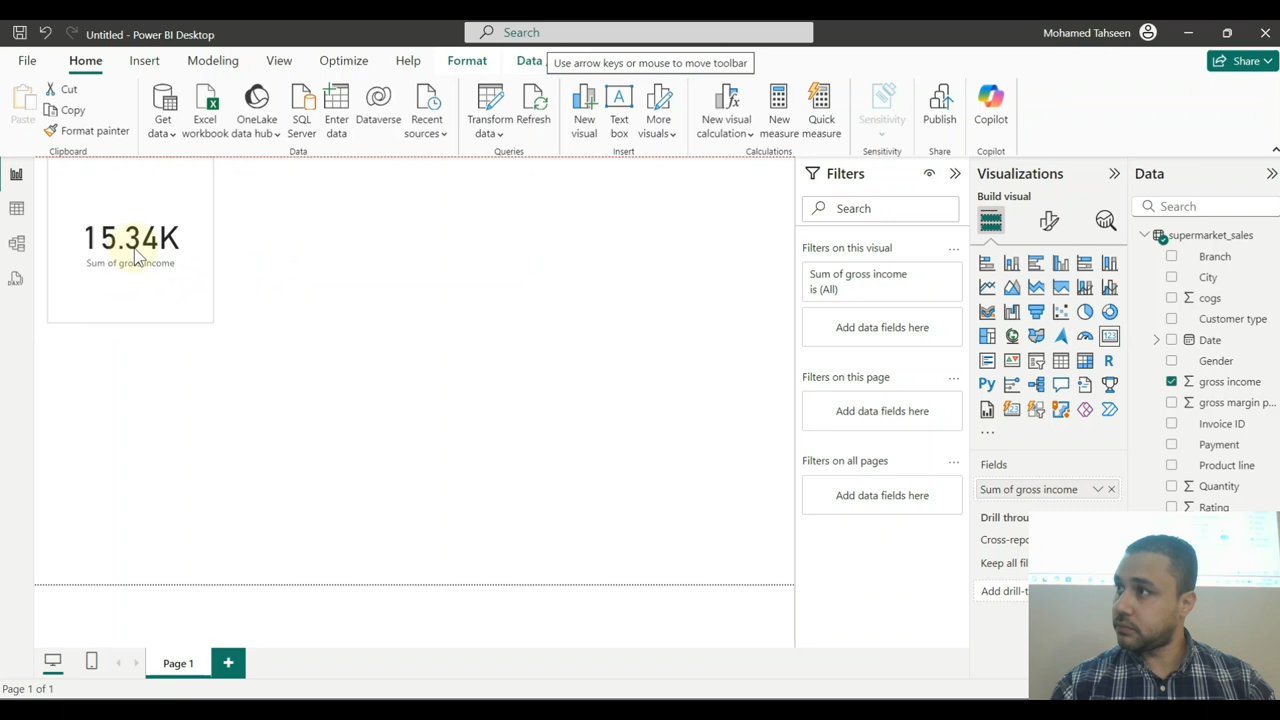 Untitled - Power BI Desktop
Search
Mohamed Tahseen
File
Home
Insert
Modeling
View
Optimize
Help
Format
Data
Use arrow keys or mouse to move toolbar
Share
Paste
Cut
Copy
Format painter
Clipboard
Get
data
Excel
workbook
OneLake
data hub
SQL
Server
Enter
data
Dataverse
Recent
sources
Data
Transform
data
Refresh
Queries
New
visual
Text
box
More
visuals
Insert
New visual
calculation
New
measure
Quick
measure
Calculations
Sensitivity
Sensitivity
Publish
Share
Copilot
Copilot
15.34K
Sum of gross income
Filters
Search
Filters on this visual
Sum of gross income
is (All)
Add data fields here
Filters on this page
Add data fields here
Filters on all pages
Add data fields here
Visualizations
Build visual
123
R
Py
Fields
Sum of gross income
Drill throu
Cross-repo
Keep all fil
Add drill-t
Data
Search
supermarket_sales
Branch
City
Σ cogs
Customer type
Date
Gender
Σ gross income
Σ gross margin p...
Invoice ID
Payment
Product line
Σ Quantity
Σ Rating
DAX
Page 1
Page 1 of 1